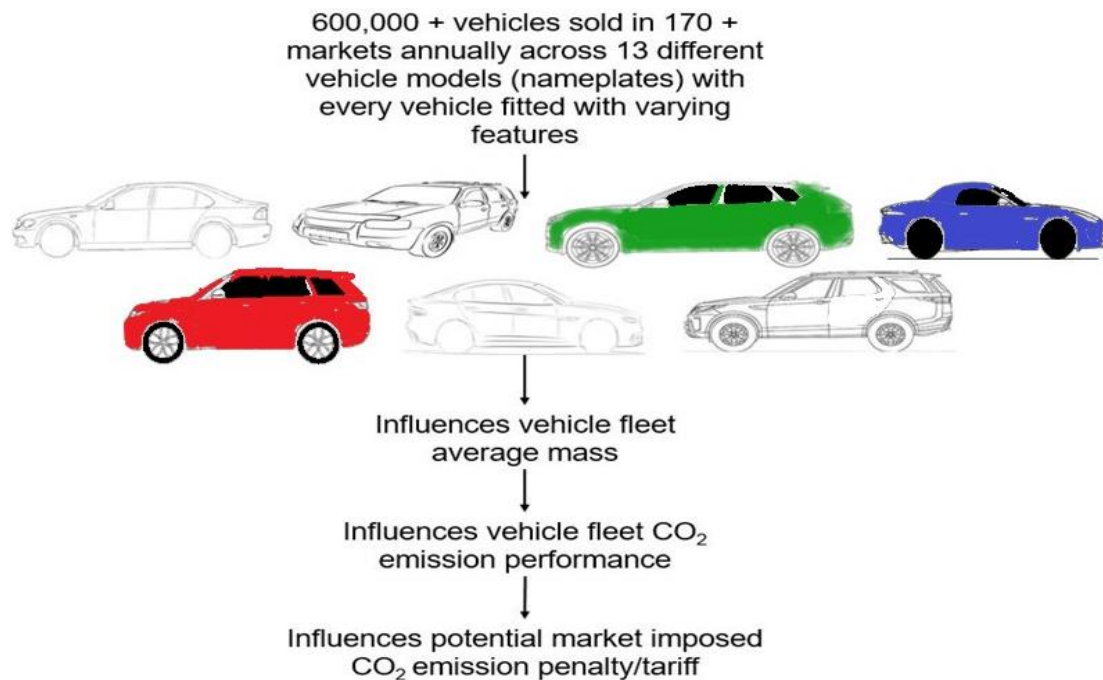 600,000 + vehicles sold in 170 +
markets annually across 13 different
vehicle models (nameplates) with
every vehicle fitted with varying
features
Influences vehicle fleet
average mass
Influences vehicle fleet CO₂
emission performance
Influences potential market imposed
CO₂ emission penalty/tariff